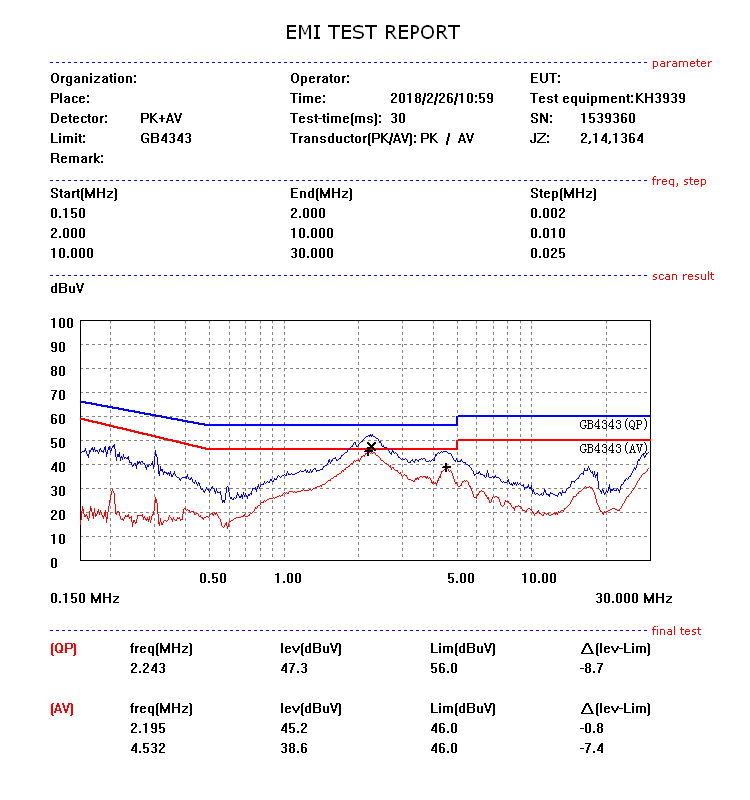 EMI TEST REPORT
parameter
Organization: Operator: EUT:
Place: Time: 2018/2/26/10:59 Test equipment:KH3939
Detector: PK+AV Test-time(ms): 30 SN: 1539360
Limit: GB4343 Transductor(PK/AV): PK / AV JZ: 2,14,1364
Remark:
freq, step
Start(MHz) End(MHz) Step(MHz)
0.150 2.000 0.002
2.000 10.000 0.010
10.000 30.000 0.025
scan result
dBuV
100
90
80
70
60
GB4343(QP)
50
GB4343(AV)
40
30
20
10
0
0.50 1.00 5.00 10.00
0.150 MHz 30.000 MHz
final test
(QP) freq(MHz) lev(dBuV) Lim(dBuV) △(lev-Lim)
2.243 47.3 56.0 -8.7
(AV) freq(MHz) lev(dBuV) Lim(dBuV) △(lev-Lim)
2.195 45.2 46.0 -0.8
4.532 38.6 46.0 -7.4